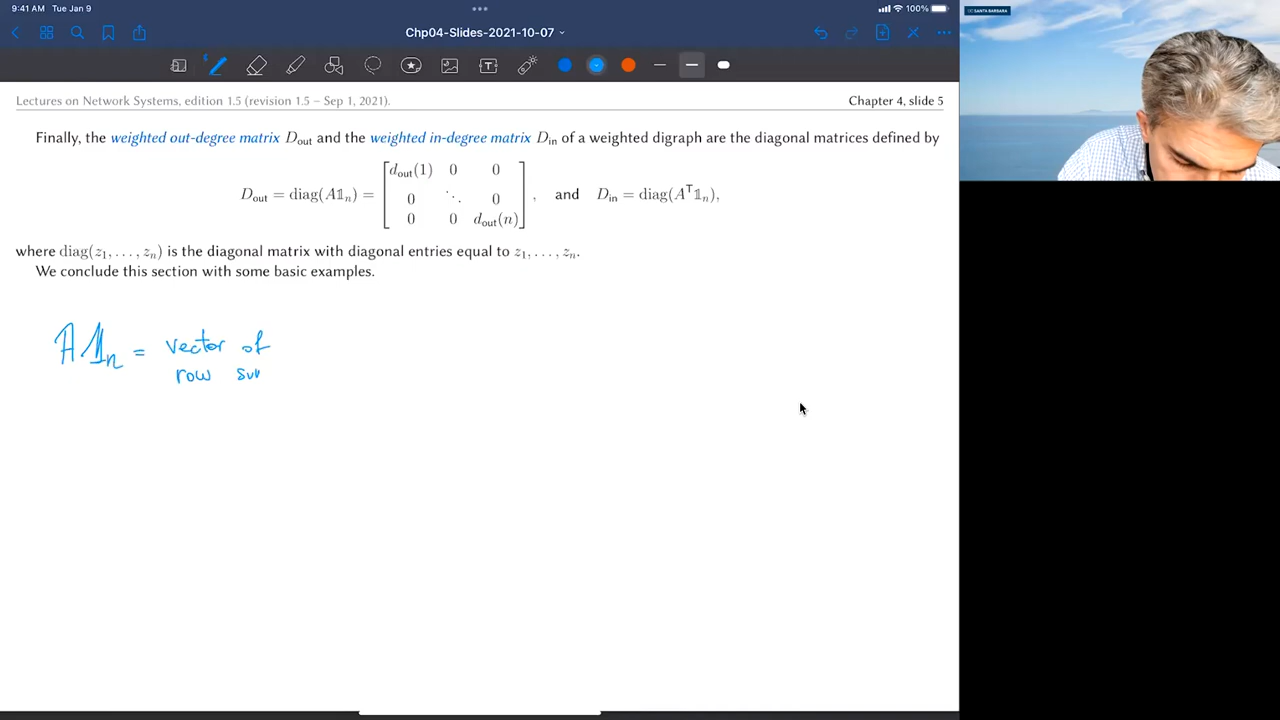 9:41 AM Tue Jan 9
100%
Chp04-Slides-2021-10-07
SANTA BARBARA
Lectures on Network Systems, edition 1.5 (revision 1.5 – Sep 1, 2021).
Chapter 4, slide 5
Finally, the weighted out-degree matrix D_out and the weighted in-degree matrix D_in of a weighted digraph are the diagonal matrices defined by
D_out = diag(A𝟙_n) = [d_out(1) 0 0
0 ⋱ 0
0 0 d_out(n)], and D_in = diag(A^T𝟙_n),
where diag(z_1, . . . , z_n) is the diagonal matrix with diagonal entries equal to z_1, . . . , z_n.
We conclude this section with some basic examples.
A𝟙_n = vector of
row sum